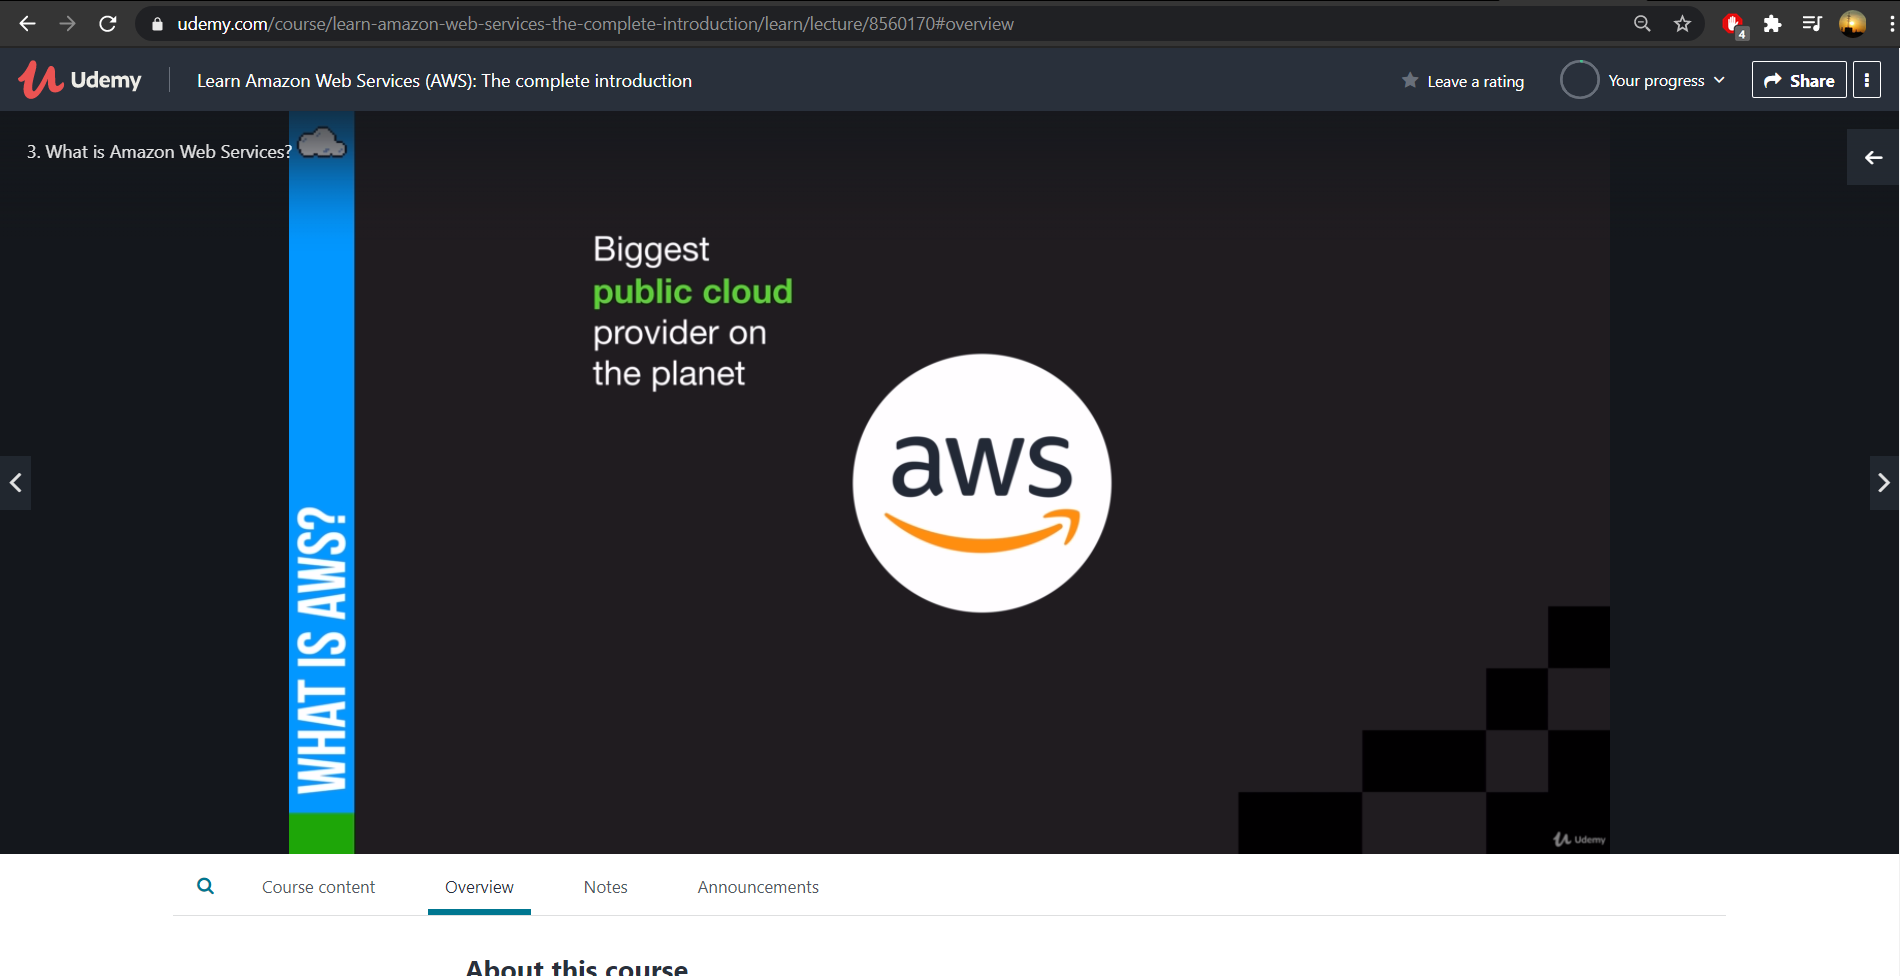 udemy.com/course/learn-amazon-web-services-the-complete-introduction/learn/lecture/8560170#overview
4
Udemy
Learn Amazon Web Services (AWS): The complete introduction
Leave a rating
Your progress
Share
3. What is Amazon Web Services?
Biggest
public cloud
provider on
the planet
aws
WHAT IS AWS?
Udemy
Course content
Overview
Notes
Announcements
About this course